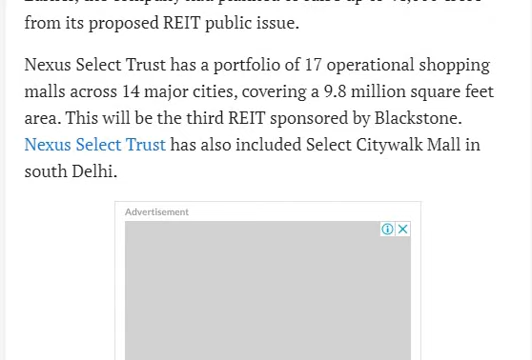 from its proposed REIT public issue.
Nexus Select Trust has a portfolio of 17 operational shopping
malls across 14 major cities, covering a 9.8 million square feet
area. This will be the third REIT sponsored by Blackstone.
Nexus Select Trust has also included Select Citywalk Mall in
south Delhi.
Advertisement